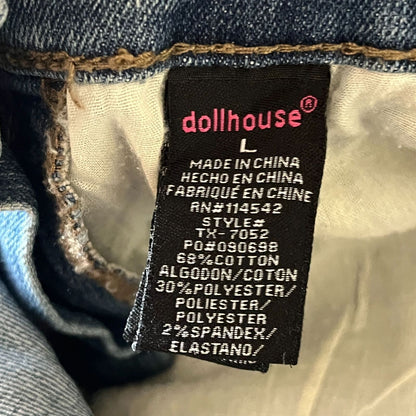 dollhouse®
L
MADE IN CHINA
HECHO EN CHINA
FABRIQUÉ EN CHINE
RN#114542
STYLE#
TX-7052
PO#090698
68%COTTON
ALGODON/COTON
30%POLYESTER/
POLIESTER/
POLYESTER
2%SPANDEX/
ELASTANO/